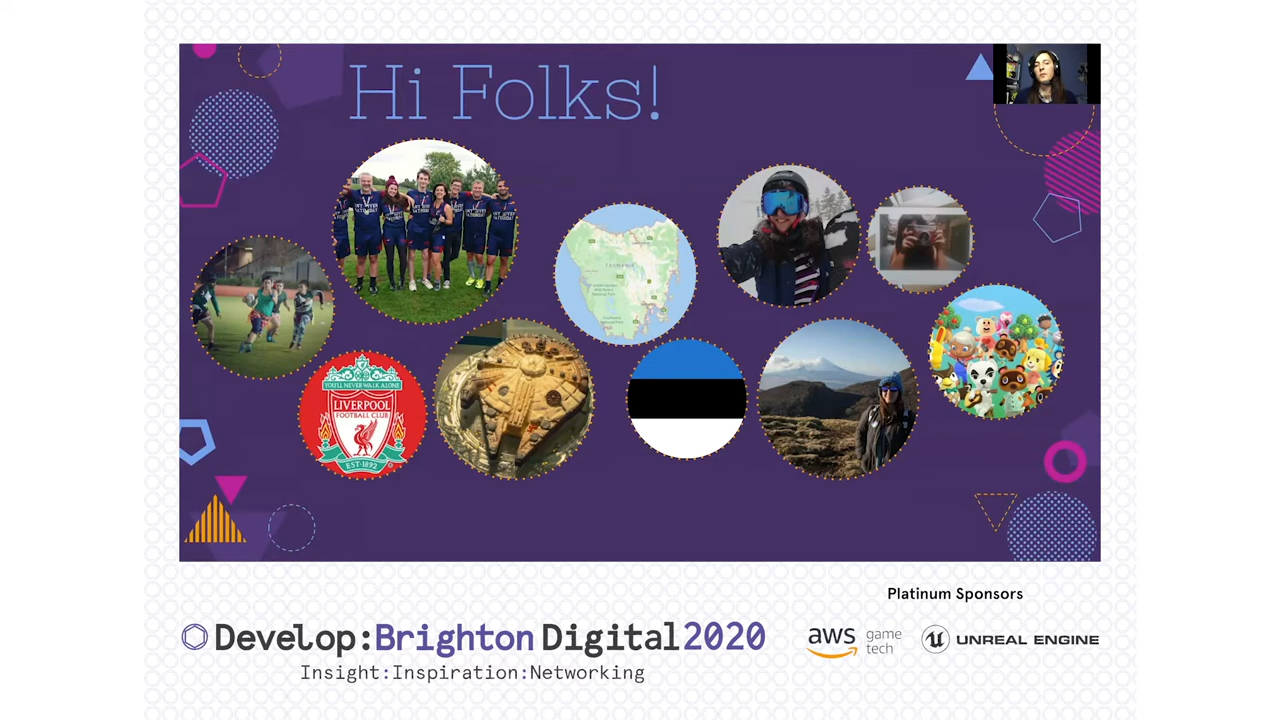 Hi Folks!
YOU'LL NEVER WALK ALONE
LIVERPOOL
FOOTBALL CLUB
EST·1892
TASMANIA
Platinum Sponsors
Develop:Brighton Digital 2020
Insight:Inspiration:Networking
aws game tech
UNREAL ENGINE